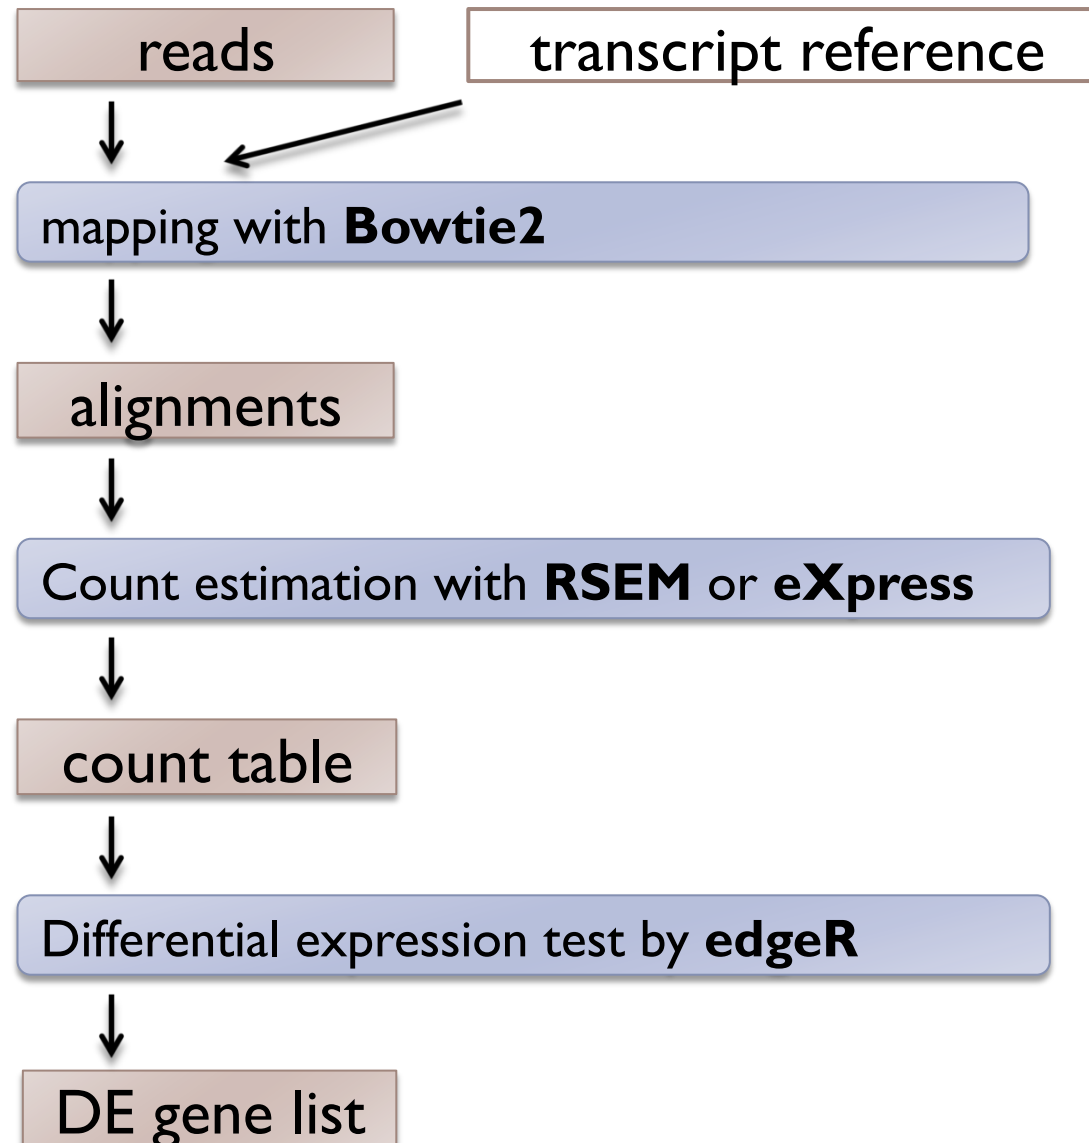 reads
transcript reference
mapping with Bowtie2
alignments
Count estimation with RSEM or eXpress
count table
Differential expression test by edgeR
DE gene list